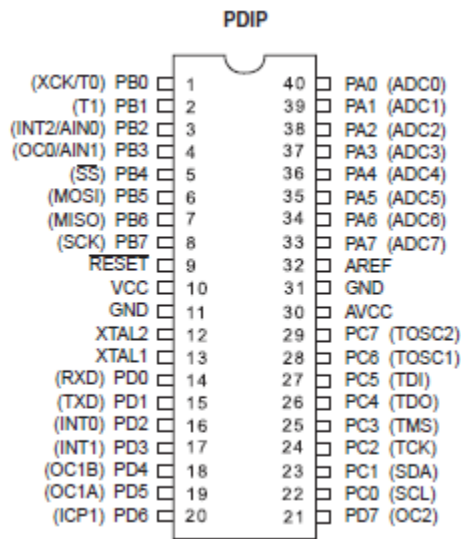 PDIP
(XCK/T0) PB0 1 40 PA0 (ADC0)
(T1) PB1 2 39 PA1 (ADC1)
(INT2/AIN0) PB2 3 38 PA2 (ADC2)
(OC0/AIN1) PB3 4 37 PA3 (ADC3)
(SS) PB4 5 36 PA4 (ADC4)
(MOSI) PB5 6 35 PA5 (ADC5)
(MISO) PB6 7 34 PA6 (ADC6)
(SCK) PB7 8 33 PA7 (ADC7)
RESET 9 32 AREF
VCC 10 31 GND
GND 11 30 AVCC
XTAL2 12 29 PC7 (TOSC2)
XTAL1 13 28 PC6 (TOSC1)
(RXD) PD0 14 27 PC5 (TDI)
(TXD) PD1 15 26 PC4 (TDO)
(INT0) PD2 16 25 PC3 (TMS)
(INT1) PD3 17 24 PC2 (TCK)
(OC1B) PD4 18 23 PC1 (SDA)
(OC1A) PD5 19 22 PC0 (SCL)
(ICP1) PD6 20 21 PD7 (OC2)